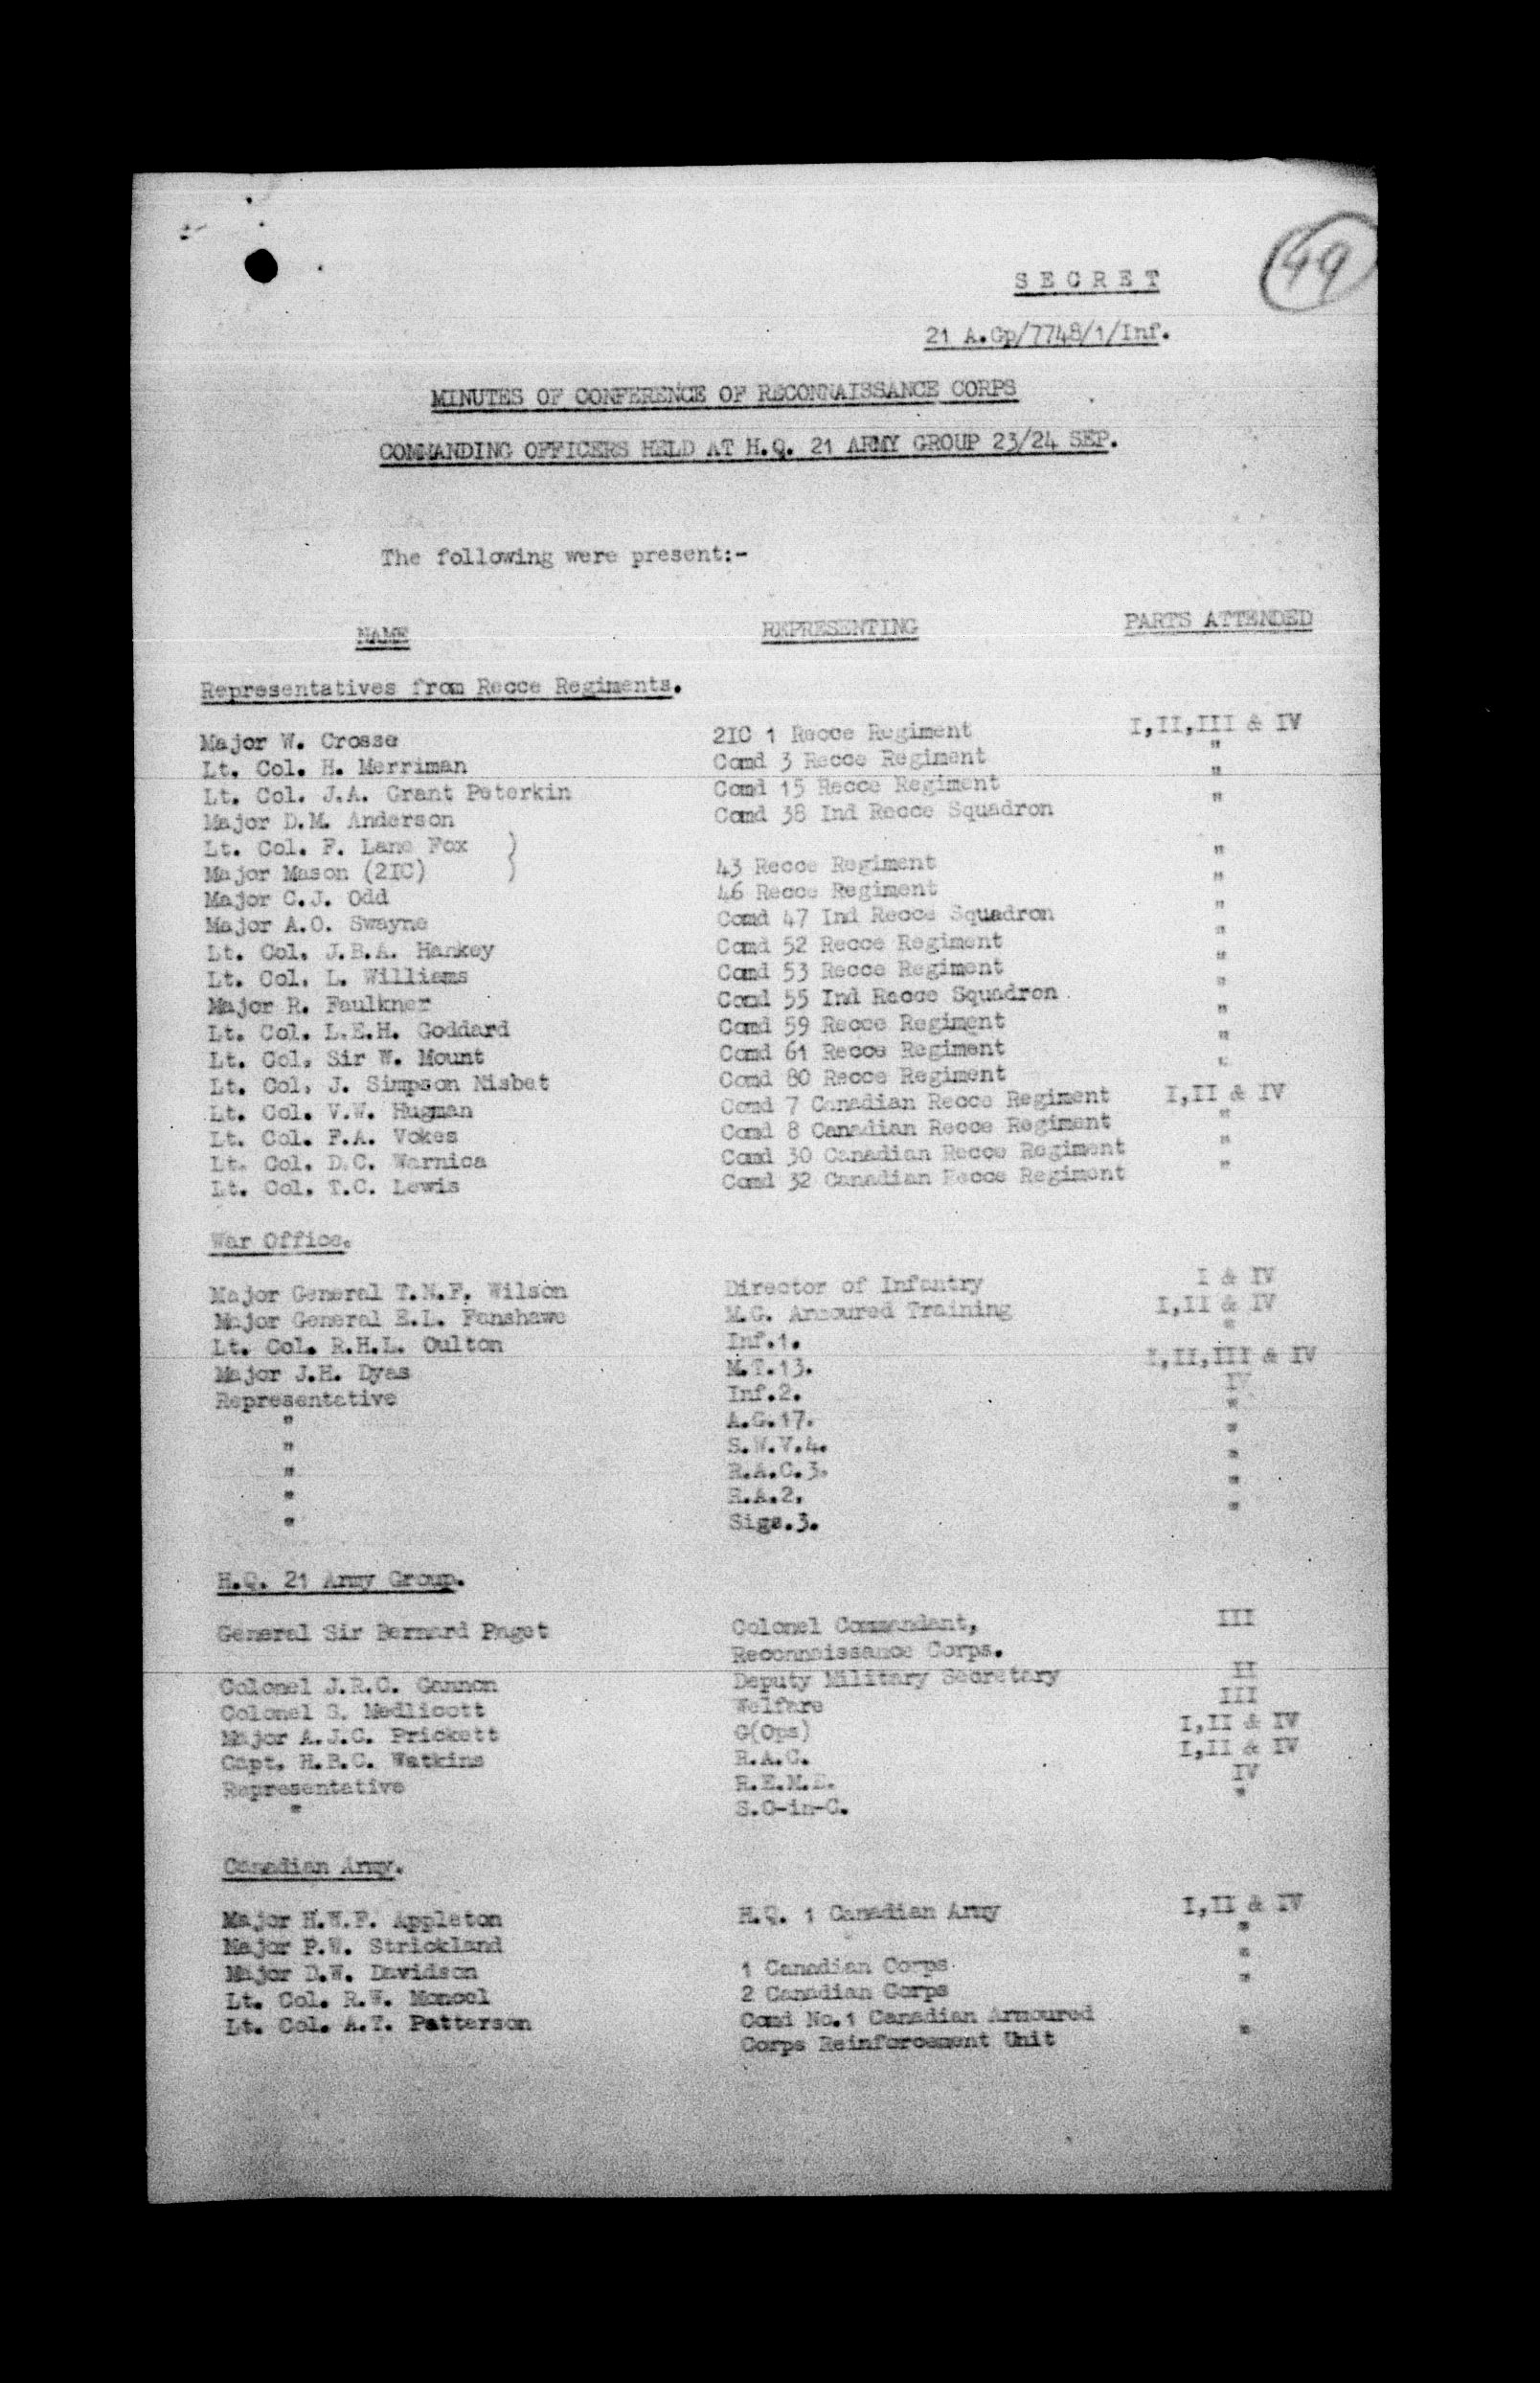 49
S E C R E T
21 A.Gp/7748/1/Inf.
MINUTES OF CONFERENCE OF RECONNAISSANCE CORPS
COMMANDING OFFICERS HELD AT H.Q. 21 ARMY GROUP 23/24 SEP.
The following were present:-
NAME REPRESENTING PARTS ATTENDED
Representatives from Recce Regiments.
Major W. Crosse 2IC 1 Recce Regiment I,II,III & IV
Lt. Col. H. Merriman Comd 3 Recce Regiment "
Lt. Col. J.A. Grant Peterkin Comd 15 Recce Regiment "
Major D.M. Anderson Comd 38 Ind Recce Squadron "
Lt. Col. F. Lane Fox )
Major Mason (2IC) ) 43 Recce Regiment "
Major C.J. Odd 46 Recce Regiment "
Major A.O. Swayne Comd 47 Ind Recce Squadron "
Lt. Col. J.B.A. Hankey Comd 52 Recce Regiment "
Lt. Col. L. Williams Comd 53 Recce Regiment "
Major R. Faulkner Comd 55 Ind Recce Squadron "
Lt. Col. L.E.H. Goddard Comd 59 Recce Regiment "
Lt. Col. Sir W. Mount Comd 61 Recce Regiment "
Lt. Col. J. Simpson Nisbet Comd 80 Recce Regiment "
Lt. Col. V.W. Hugman Comd 7 Canadian Recce Regiment I,II & IV
Lt. Col. F.A. Vokes Comd 8 Canadian Recce Regiment "
Lt. Col. D.C. Warnica Comd 30 Canadian Recce Regiment "
Lt. Col. T.C. Lewis Comd 32 Canadian Recce Regiment "
War Office.
Major General T.N.F. Wilson Director of Infantry I & IV
Major General E.L. Fanshawe M.G. Armoured Training I,II & IV
Lt. Col. R.H.L. Oulton Inf.1. "
Major J.H. Dyas M.T.13. I,II,III & IV
Representative Inf.2. IV
" A.G.17. "
" S.W.V.4. "
" R.A.C.3. "
" R.A.2. "
" Sigs.3. "
H.Q. 21 Army Group.
General Sir Bernard Paget Colonel Commandant, III
Reconnaissance Corps.
Colonel J.R.C. Gannon Deputy Military Secretary II
Colonel S. Medlicott Welfare III
Major A.J.C. Prickett G(Ops) I,II & IV
Capt. H.B.C. Watkins R.A.C. I,II & IV
Representative R.E.M.E. IV
" S.O-in-C. "
Canadian Army.
Major H.W.F. Appleton H.Q. 1 Canadian Army I,II & IV
Major P.W. Strickland "
Major D.W. Davidson 1 Canadian Corps "
Lt. Col. R.W. Moncel 2 Canadian Corps "
Lt. Col. A.T. Patterson Comd No.1 Canadian Armoured
Corps Reinforcement Unit "